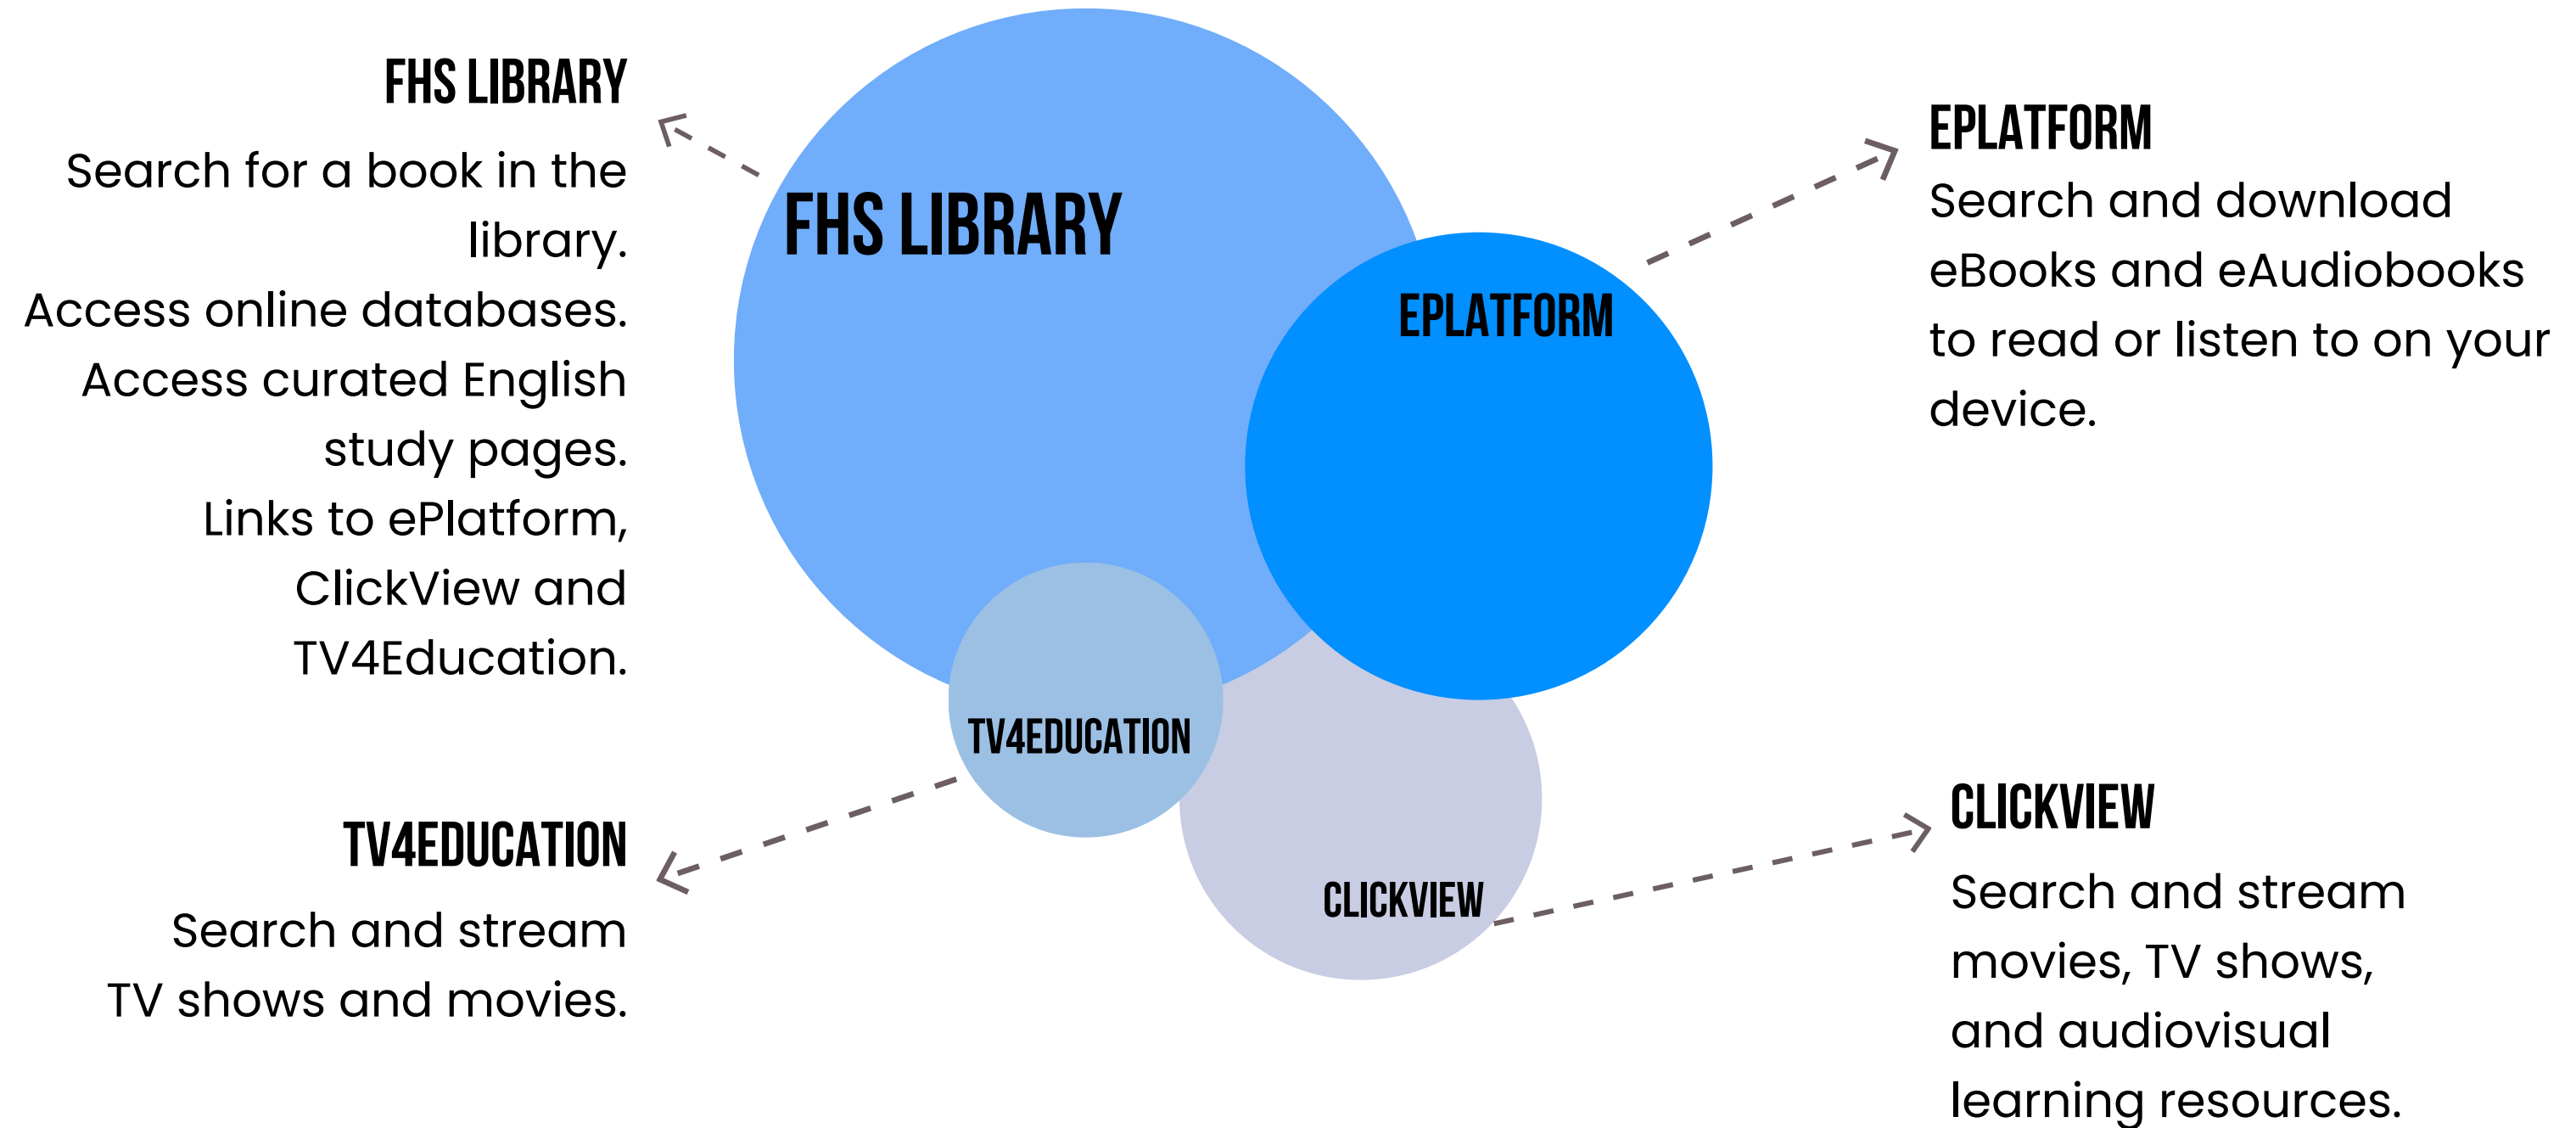 FHS LIBRARY
Search for a book in the
library.
Access online databases.
Access curated English
study pages.
Links to ePlatform,
ClickView and
TV4Education.
TV4EDUCATION
Search and stream
TV shows and movies.
FHS LIBRARY
EPLATFORM
TV4EDUCATION
CLICKVIEW
EPLATFORM
Search and download
eBooks and eAudiobooks
to read or listen to on your
device.
CLICKVIEW
Search and stream
movies, TV shows,
and audiovisual
learning resources.